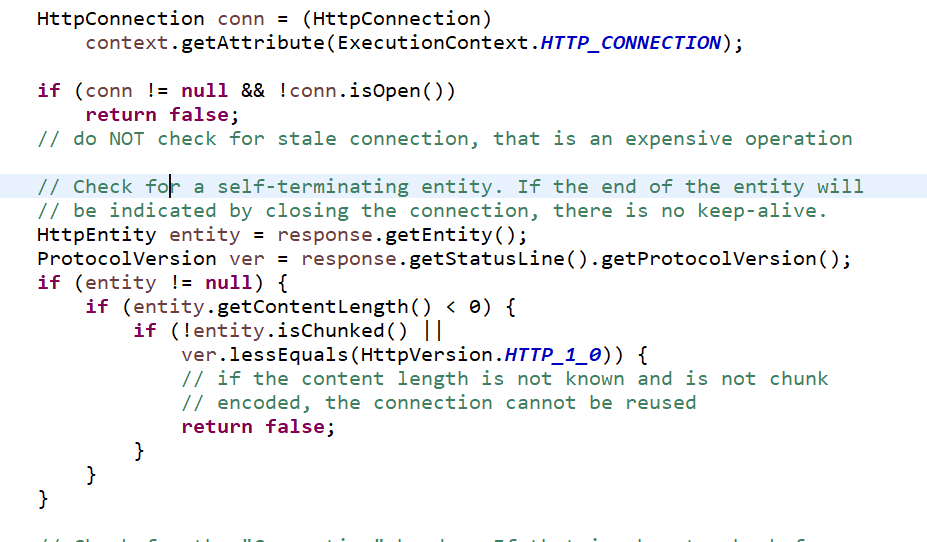 HttpConnection conn = (HttpConnection)
context.getAttribute(ExecutionContext.HTTP_CONNECTION);
if (conn != null && !conn.isOpen())
return false;
// do NOT check for stale connection, that is an expensive operation
// Check for a self-terminating entity. If the end of the entity will
// be indicated by closing the connection, there is no keep-alive.
HttpEntity entity = response.getEntity();
ProtocolVersion ver = response.getStatusLine().getProtocolVersion();
if (entity != null) {
if (entity.getContentLength() < 0) {
if (!entity.isChunked() ||
ver.lessEquals(HttpVersion.HTTP_1_0)) {
// if the content length is not known and is not chunk
// encoded, the connection cannot be reused
return false;
}
}
}